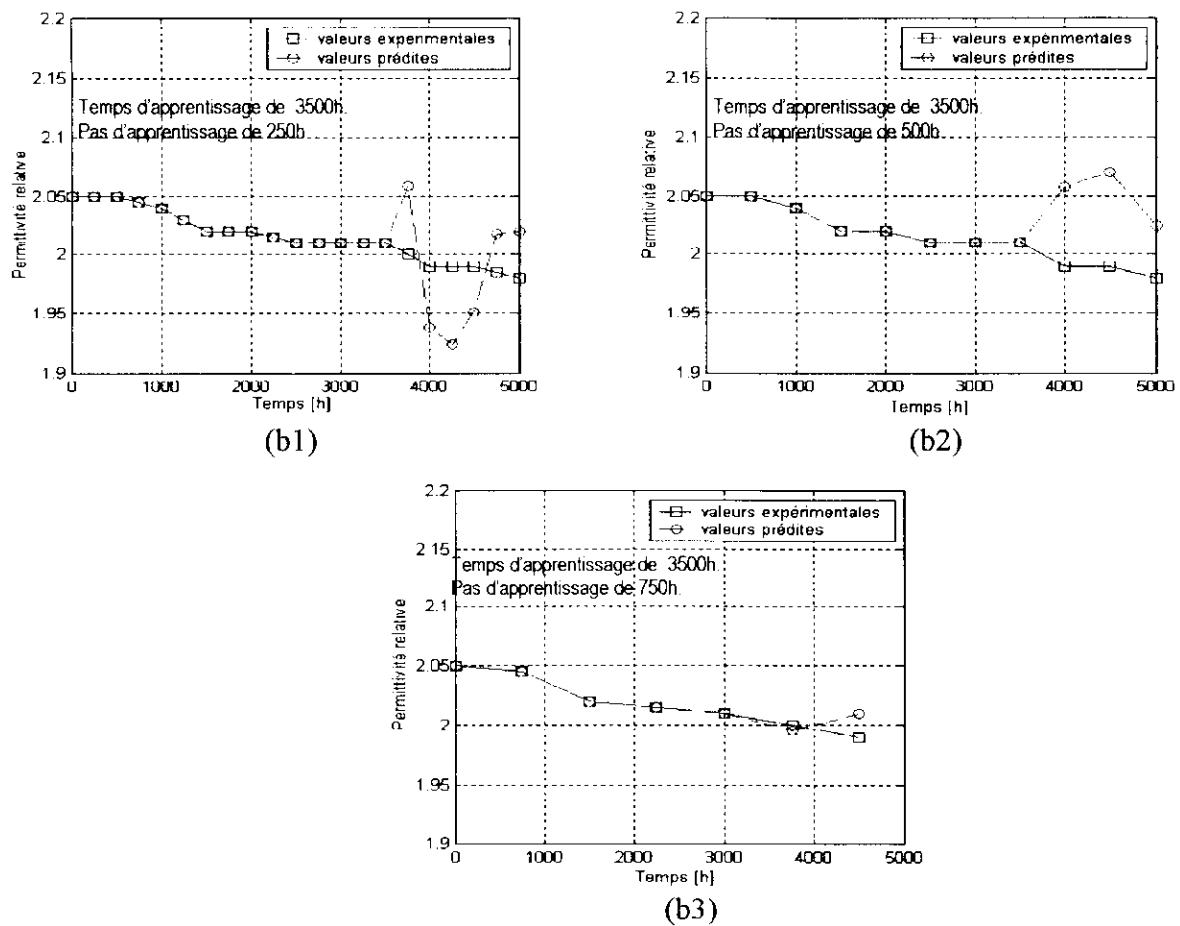 2.2
valeurs expérmentales
valeurs prédites
2.15
Temps d'apprentissage de 3500h.
Pas d'apprentissage de 250h.
2.1
2.05
2
1.95
1.9
Permittivité relative
0 1000 2000 3000 4000 5000
Temps [h]
(b1)
2.2
valeurs expérmentales
valeurs prédites
2.15
Temps d'apprentissage de 3500h.
Pas d'apprentissage de 500h.
2.1
2.05
2
1.95
1.9
Permittivité relative
0 1000 2000 3000 4000 5000
Temps [h]
(b2)
2.2
valeurs expérimentales
valeurs prédites
2.15
Temps d'apprentissage de 3500h.
Pas d'apprentissage de 750h.
2.1
2.05
2
1.95
1.9
Permittivité relative
0 1000 2000 3000 4000 5000
Temps [h]
(b3)